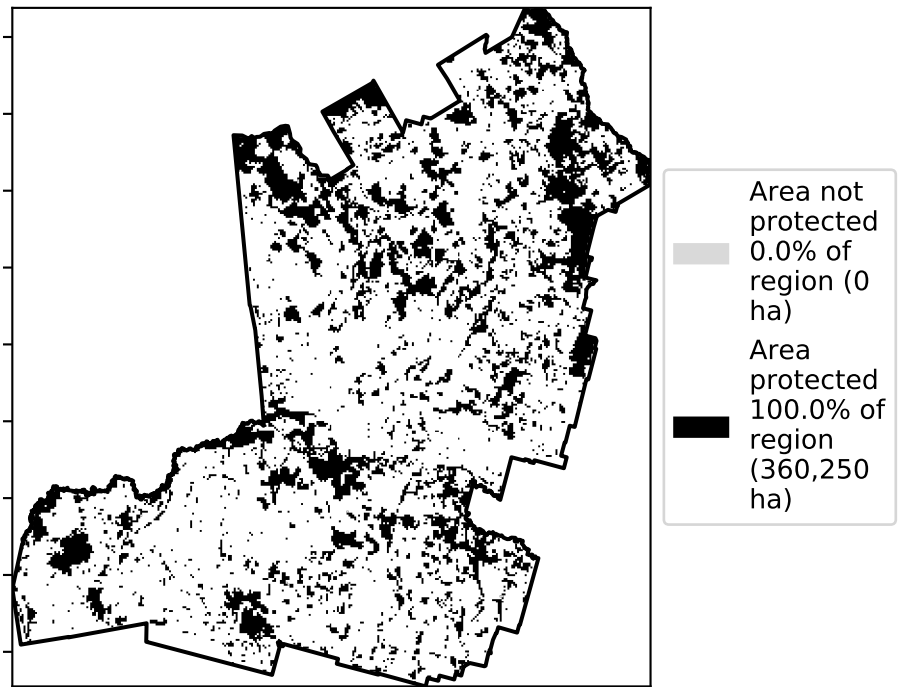 Area not
protected
0.0% of
region (0
ha)
Area
protected
100.0% of
region
(360,250
ha)